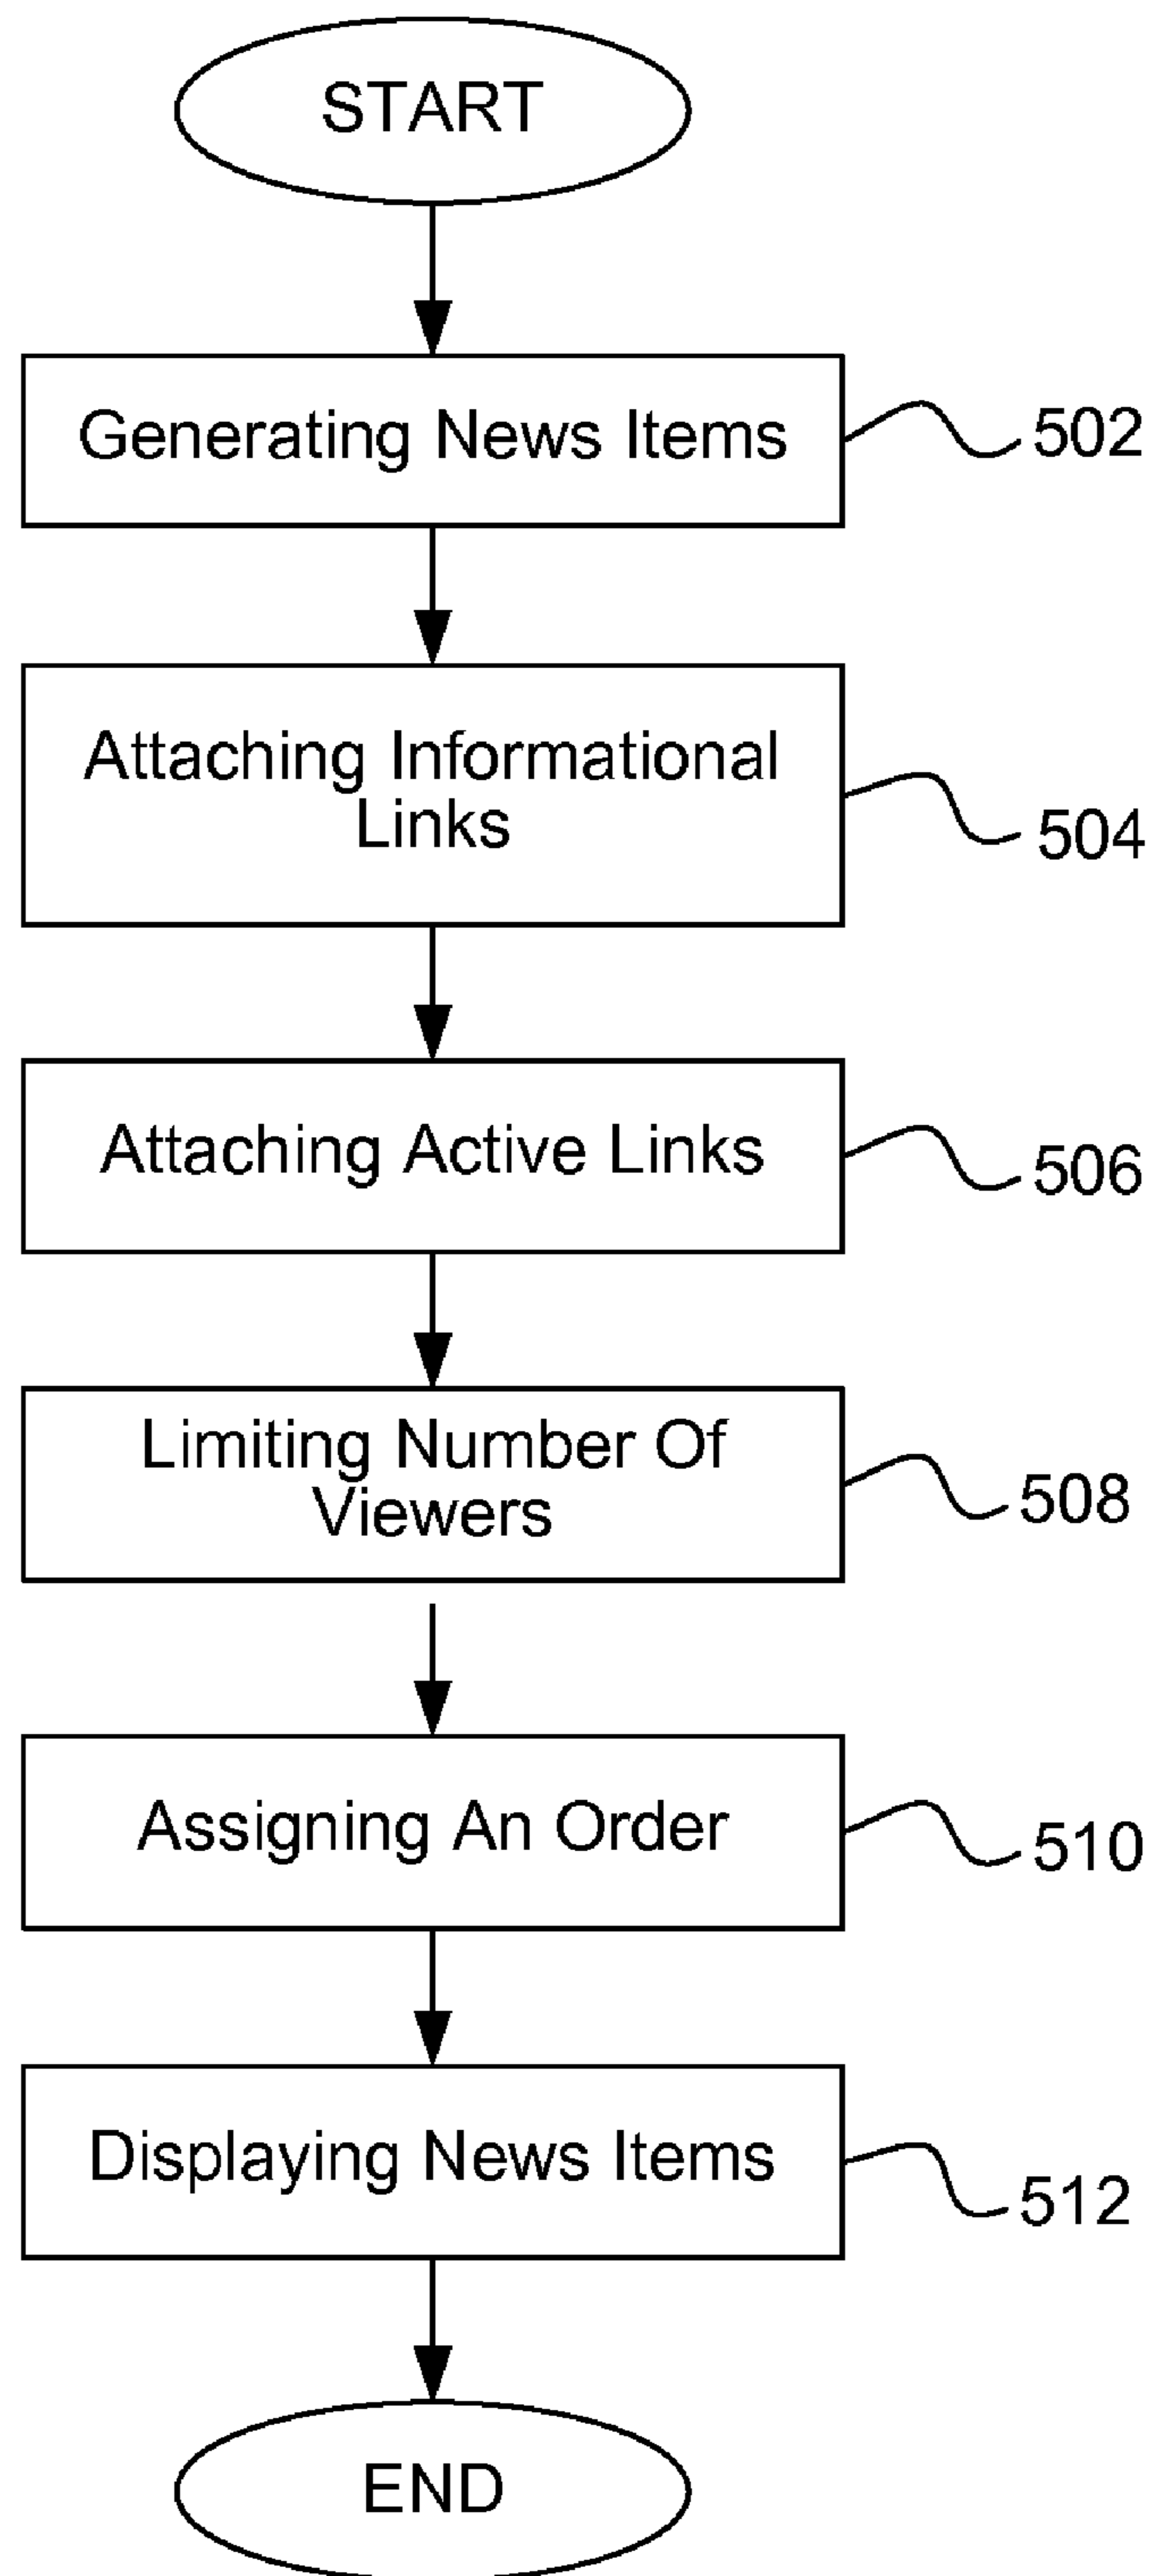 START
Generating News Items
502
Attaching Informational
Links
504
Attaching Active Links
506
Limiting Number Of
Viewers
508
Assigning An Order
510
Displaying News Items
512
END